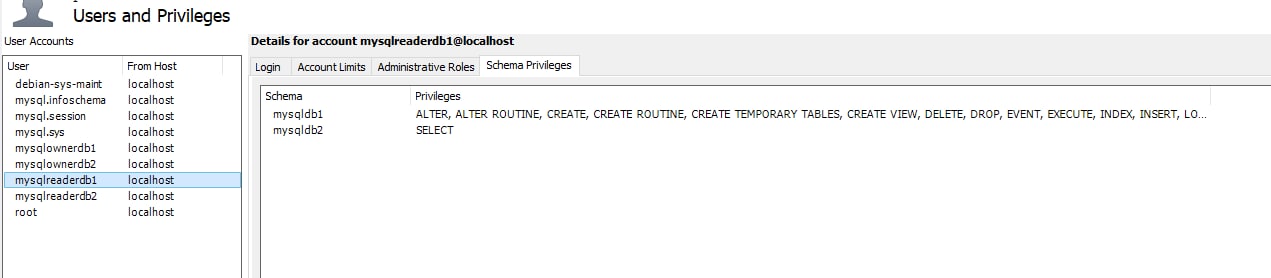 Users and Privileges
User Accounts
Details for account mysqlreaderdb1@localhost
User From Host
debian-sys-maint localhost
mysql.infoschema localhost
mysql.session localhost
mysql.sys localhost
mysqlownerdb1 localhost
mysqlownerdb2 localhost
mysqlreaderdb1 localhost
mysqlreaderdb2 localhost
root localhost
Login Account Limits Administrative Roles Schema Privileges
Schema Privileges
mysqldb1 ALTER, ALTER ROUTINE, CREATE, CREATE ROUTINE, CREATE TEMPORARY TABLES, CREATE VIEW, DELETE, DROP, EVENT, EXECUTE, INDEX, INSERT, LO...
mysqldb2 SELECT